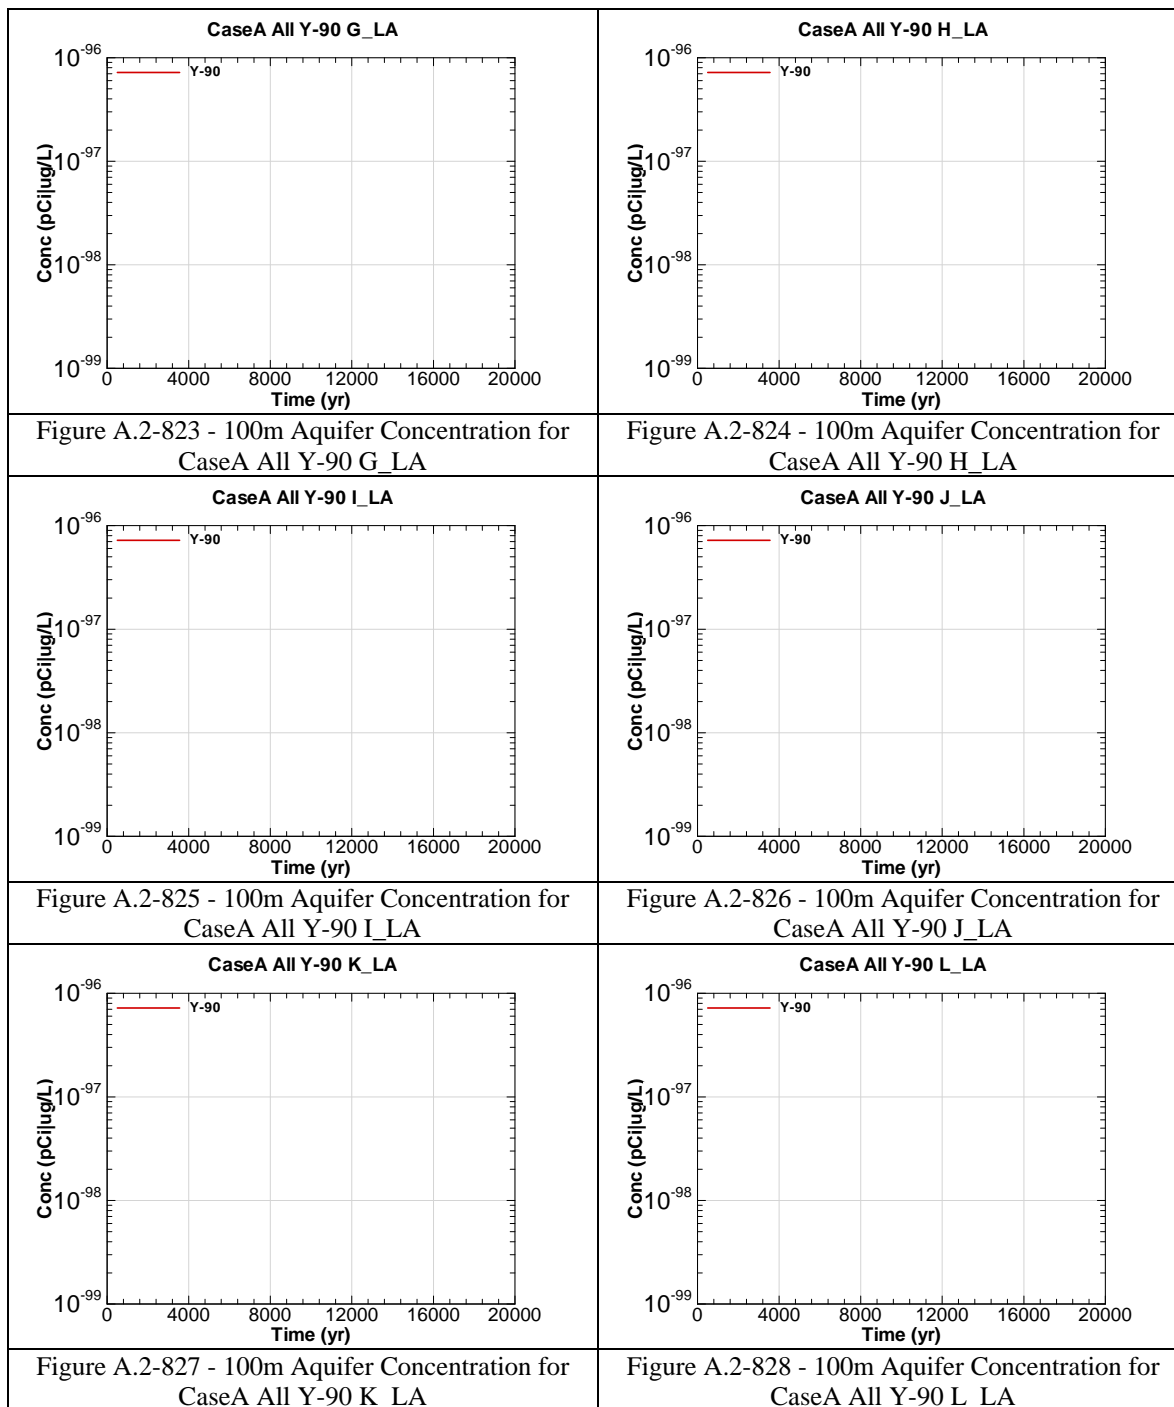 CaseA All Y-90 G_LA
10-96
Y-90
10-97
Conc (pCi|ug/L)
10-98
10-99
0 4000 8000 12000 16000 20000
Time (yr)
Figure A.2-823 - 100m Aquifer Concentration for
CaseA All Y-90 G_LA
CaseA All Y-90 H_LA
10-96
Y-90
10-97
Conc (pCi|ug/L)
10-98
10-99
0 4000 8000 12000 16000 20000
Time (yr)
Figure A.2-824 - 100m Aquifer Concentration for
CaseA All Y-90 H_LA
CaseA All Y-90 I_LA
10-96
Y-90
10-97
Conc (pCi|ug/L)
10-98
10-99
0 4000 8000 12000 16000 20000
Time (yr)
Figure A.2-825 - 100m Aquifer Concentration for
CaseA All Y-90 I_LA
CaseA All Y-90 J_LA
10-96
Y-90
10-97
Conc (pCi|ug/L)
10-98
10-99
0 4000 8000 12000 16000 20000
Time (yr)
Figure A.2-826 - 100m Aquifer Concentration for
CaseA All Y-90 J_LA
CaseA All Y-90 K_LA
10-96
Y-90
10-97
Conc (pCi|ug/L)
10-98
10-99
0 4000 8000 12000 16000 20000
Time (yr)
Figure A.2-827 - 100m Aquifer Concentration for
CaseA All Y-90 K_LA
CaseA All Y-90 L_LA
10-96
Y-90
10-97
Conc (pCi|ug/L)
10-98
10-99
0 4000 8000 12000 16000 20000
Time (yr)
Figure A.2-828 - 100m Aquifer Concentration for
CaseA All Y-90 L_LA